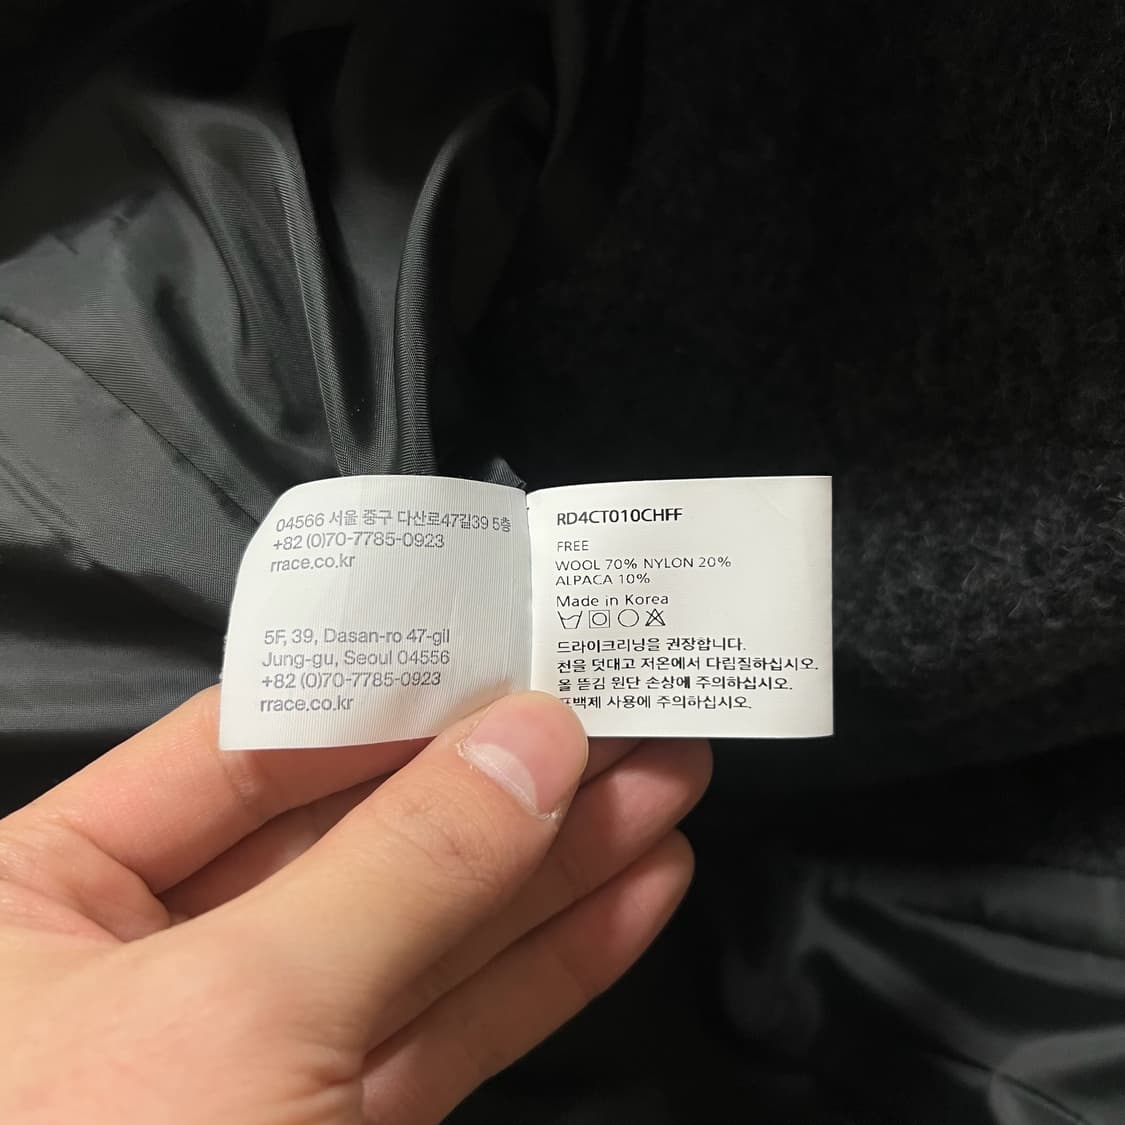 04566 서울 중구 다산로47길39 5층
+82 (0)70-7785-0923
rrace.co.kr
5F, 39, Dasan-ro 47-gil
Jung-gu, Seoul 04556
+82 (0)70-7785-0923
rrace.co.kr
RD4CT010CHFF
FREE
WOOL 70% NYLON 20%
ALPACA 10%
Made in Korea
드라이크리닝을 권장합니다.
천을 덧대고 저온에서 다림질하십시오.
올 뜯김 원단 손상에 주의하십시오.
사용에 주의하십시오.